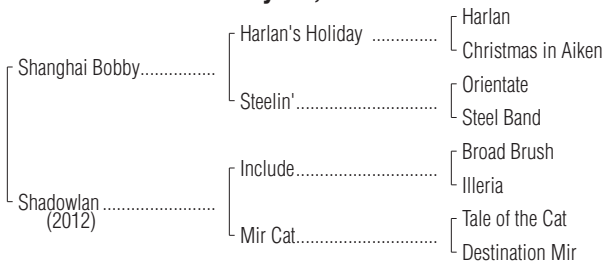 Harlan
Harlan's Holiday ..............
Christmas in Aiken
Shanghai Bobby................
Orientate
Steelin'..............................
Steel Band
Broad Brush
Include..............................
Illeria
Shadowlan ........................
(2012)
Tale of the Cat
Mir Cat..............................
Destination Mir